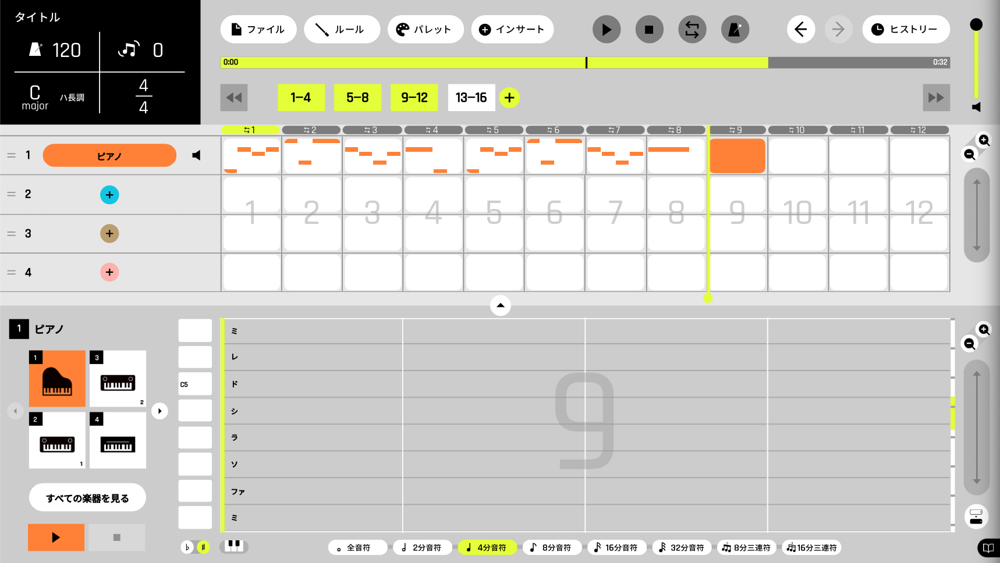 タイトル
120
0
C
major
ハ長調
4
4
ファイル
ルール
パレット
インサート
ヒストリー
0:00
0:32
1–4
5–8
9–12
13–16
1
2
3
4
5
6
7
8
9
10
11
12
1
ピアノ
2
3
4
1
2
3
4
5
6
7
8
9
10
11
12
1
ピアノ
1
3
2
2
1
4
すべての楽器を見る
C5
ミ
レ
ド
シ
ラ
ソ
ファ
ミ
9
♭
♯
全音符
2分音符
4分音符
8分音符
16分音符
32分音符
8分三連符
16分三連符